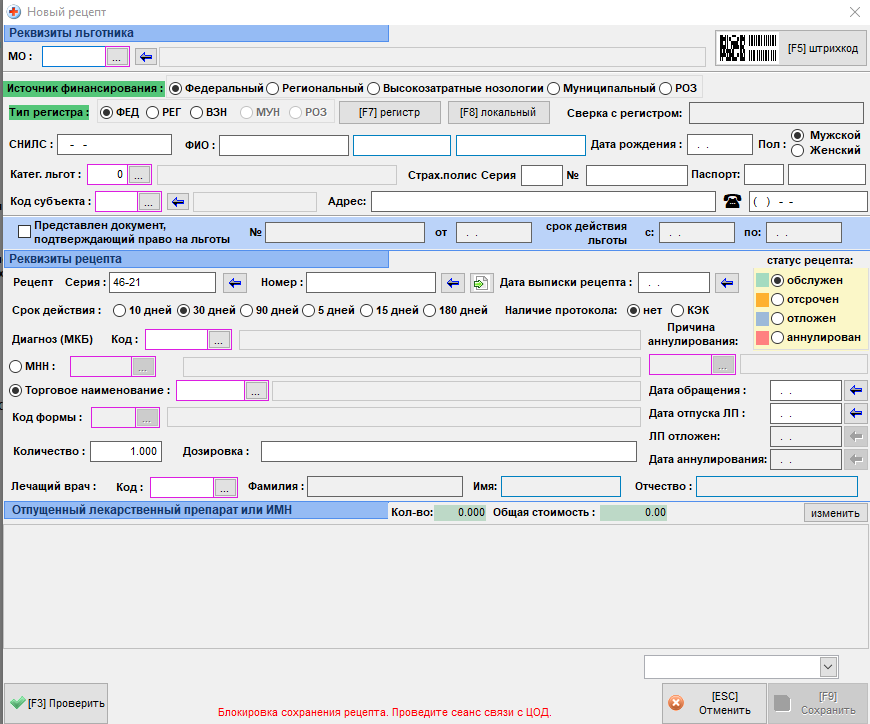 Новый рецепт
Реквизиты льготника
МО : ...
[F5] штрихкод
Источник финансирования : Федеральный Региональный Высокозатратные нозологии Муниципальный РОЗ
Тип регистра : ФЕД РЕГ ВЗН МУН РОЗ [F7] регистр [F8] локальный Сверка с регистром:
СНИЛС : - - ФИО : Дата рождения : . . Пол : Мужской
Женский
Катег. льгот : 0 ... Страх.полис Серия № Паспорт:
Код субъекта : ... Адрес: ( ) - -
Представлен документ,
подтверждающий право на льготы № от . . срок действия
льготы с: . . по: . .
Реквизиты рецепта
статус рецепта:
Рецепт Серия : 46-21 Номер : Дата выписки рецепта : . . обслужен
отсрочен
Срок действия : 10 дней 30 дней 90 дней 5 дней 15 дней 180 дней Наличие протокола: нет КЭК
отложен
Диагноз (МКБ) Код : ... Причина
аннулирования: аннулирован
МНН : ... ...
Торговое наименование : ... Дата обращения : . .
Код формы : ... Дата отпуска ЛП : . .
ЛП отложен: . .
Количество : 1.000 Дозировка : Дата аннулирования: . .
Лечащий врач : Код : ... Фамилия : Имя: Отчество :
Отпущенный лекарственный препарат или ИМН Кол-во: 0.000 Общая стоимость : 0.00 изменить
[F3] Проверить
Блокировка сохранения рецепта. Проведите сеанс связи с ЦОД.
[ESC]
Отменить
[F9]
Сохранить